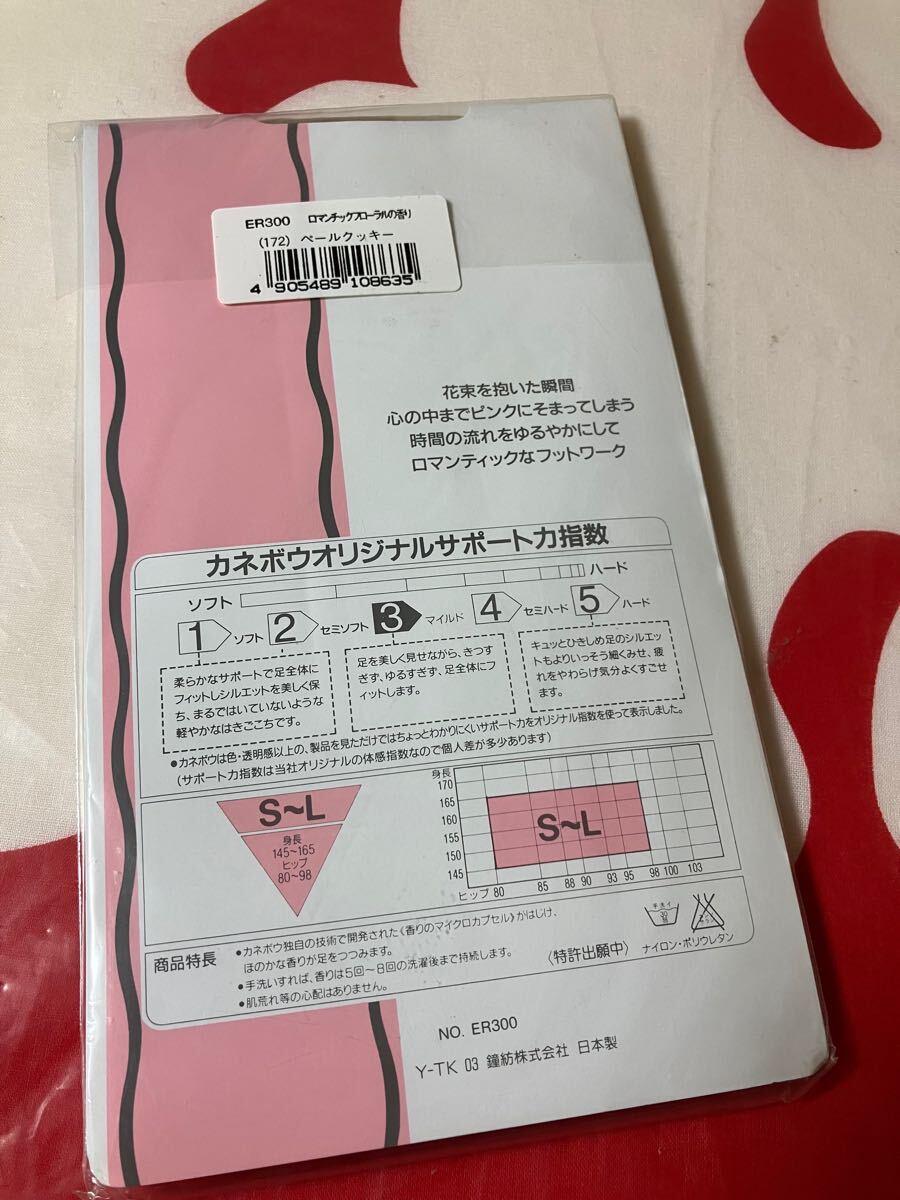 ER300 ロマンチックフローラルの香り
(172) ペールクッキー
4 905489 108635
花束を抱いた瞬間
心の中までピンクにそまってしまう
時間の流れをゆるやかにして
ロマンティックなフットワーク
カネボウオリジナルサポート力指数
ソフト ハード
1 ソフト 2 セミソフト 3 マイルド 4 セミハード 5 ハード
柔らかなサポートで足全体に
フィットしシルエットを美しく保
ち、まるではいていないような
軽やかなはきごこちです。
足を美しく見せながら、きつす
ぎず、ゆるすぎず、足全体にフ
ィットします。
キュッとひきしめ足のシルエッ
トもよりいっそう細くみせ、疲
れをやわらげ気分よくすごせ
ます。
●カネボウは色・透明感以上の、製品を見ただけではちょっとわかりにくいサポート力をオリジナル指数を使って表示しました。
(サポート力指数は当社オリジナルの体感指数なので個人差が多少あります)
S~L
身長
145~165
ヒップ
80~98
身長
170
165
160
155
150
145
S~L
ヒップ 80 85 88 90 93 95 98 100 103
商品特長
●カネボウ独自の技術で開発された《香りのマイクロカプセル》がはじけ、
ほのかな香りが足をつつみます。
●手洗いすれば、香りは5回~8回の洗濯後まで持続します。
●肌荒れ等の心配はありません。
〈特許出願中〉
手洗イ
30
ナイロン・ポリウレタン
NO. ER300
Y-TK 03 鐘紡株式会社 日本製